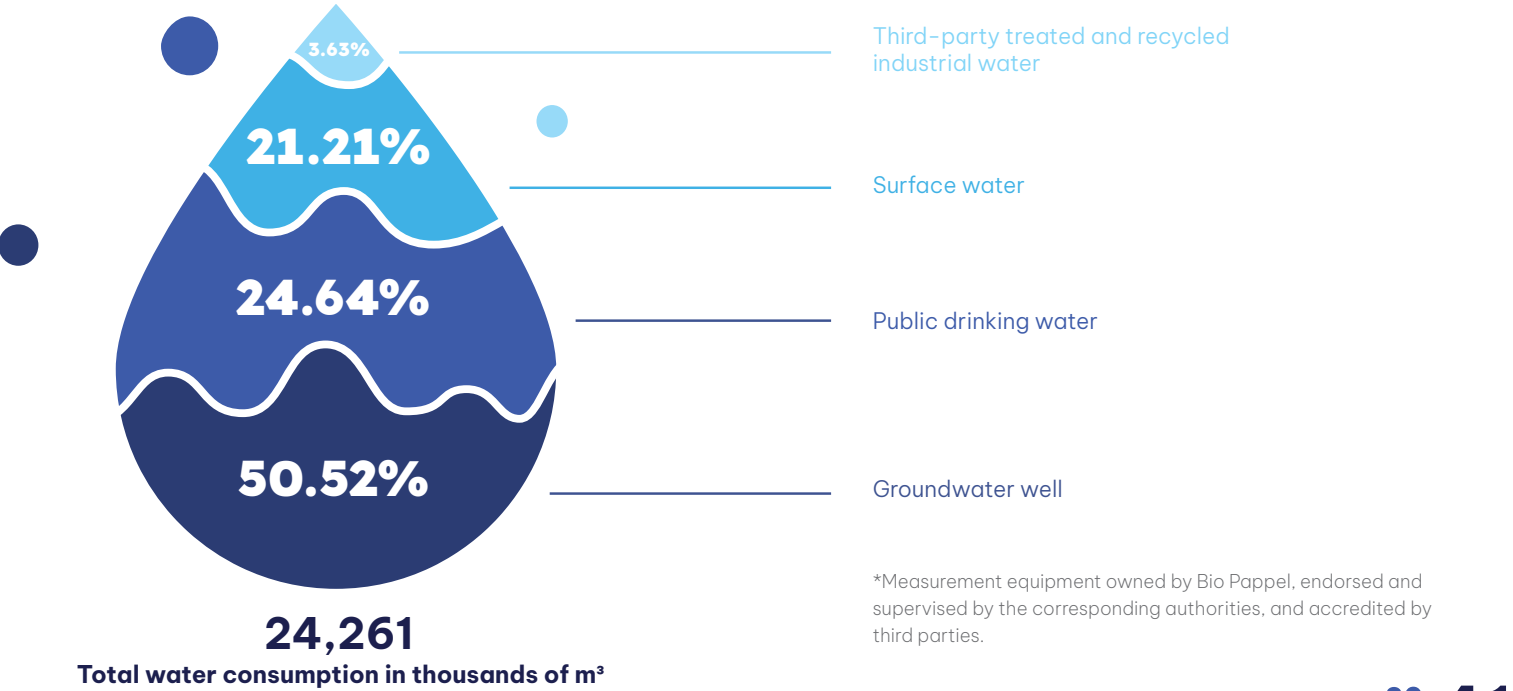 3.63%
Third-party treated and recycled
industrial water
21.21%
Surface water
24.64%
Public drinking water
50.52%
Groundwater well
*Measurement equipment owned by Bio Pappel, endorsed and
supervised by the corresponding authorities, and accredited by
third parties.
24,261
Total water consumption in thousands of m³